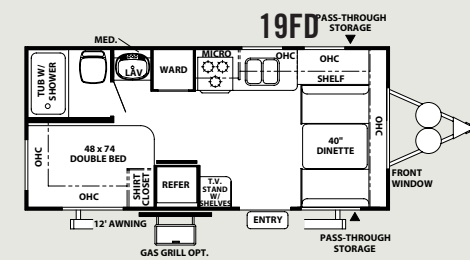 19FD
PASS-THROUGH
STORAGE
MED.
TUB W/
SHOWER
LAV
WARD
MICRO
OHC
OHC
SHELF
OHC
48 x 74
DOUBLE BED
OHC
OHC
SHIRT
CLOSET
REFER
T.V.
STAND
W/
SHELVES
40"
DINETTE
FRONT
WINDOW
12' AWNING
ENTRY
GAS GRILL OPT.
PASS-THROUGH
STORAGE